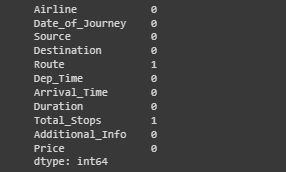 Airline 0
Date_of_Journey 0
Source 0
Destination 0
Route 1
Dep_Time 0
Arrival_Time 0
Duration 0
Total_Stops 1
Additional_Info 0
Price 0
dtype: int64